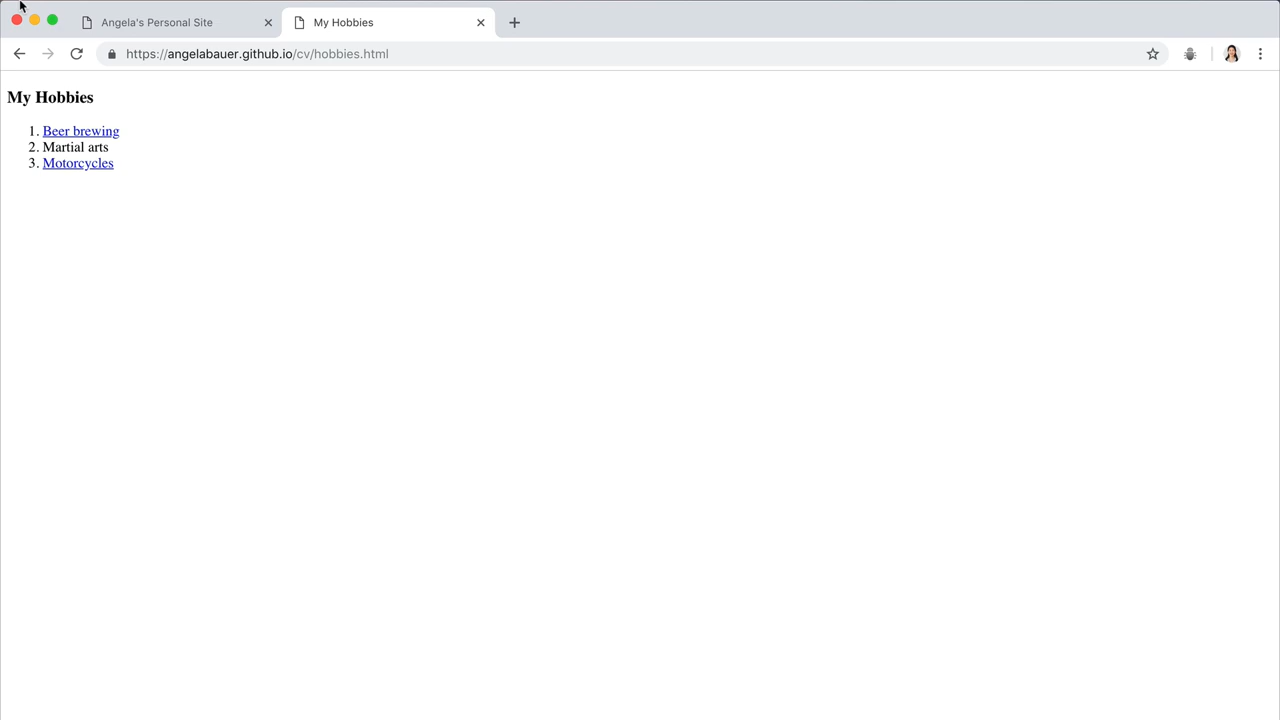 Angela's Personal Site
My Hobbies
https://angelabauer.github.io/cv/hobbies.html
My Hobbies
1. Beer brewing
2. Martial arts
3. Motorcycles